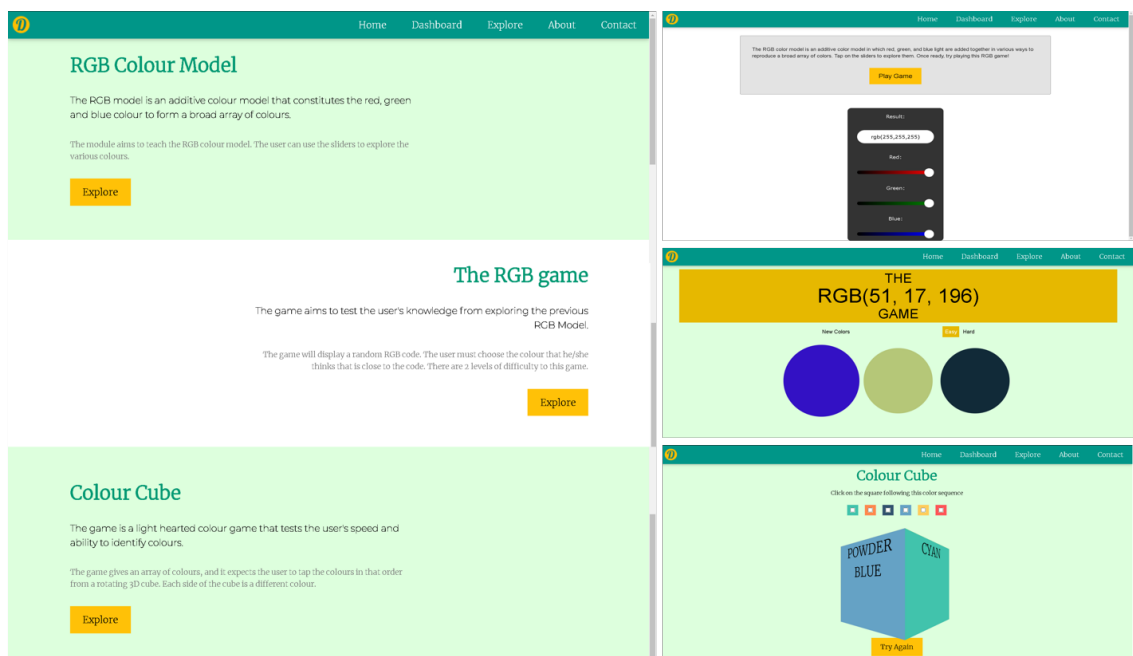 D
Home Dashboard Explore About Contact
RGB Colour Model
The RGB model is an additive colour model that constitutes the red, green
and blue colour to form a broad array of colours.
The module aims to teach the RGB colour model. The user can use the sliders to explore the
various colours.
Explore
The RGB game
The game aims to test the user's knowledge from exploring the previous
RGB Model.
The game will display a random RGB code. The user must choose the colour that he/she
thinks that is close to the code. There are 2 levels of difficulty to this game.
Explore
Colour Cube
The game is a light hearted colour game that tests the user's speed and
ability to identify colours.
The game gives an array of colours, and it expects the user to tap the colours in that order
from a rotating 3D cube. Each side of the cube is a different colour.
Explore
D
Home Dashboard Explore About Contact
The RGB color model is an additive color model in which red, green, and blue light are added together in various ways to
reproduce a broad array of colors. Tap on the sliders to explore them. Once ready, try playing this RGB game!
Play Game
Result:
rgb(255,255,255)
Red:
Green:
Blue:
D
Home Dashboard Explore About Contact
THE
RGB(51, 17, 196)
GAME
New Colors Easy Hard
D
Home Dashboard Explore About Contact
Colour Cube
Click on the square following this color sequence
POWDER
BLUE
CYAN
Try Again